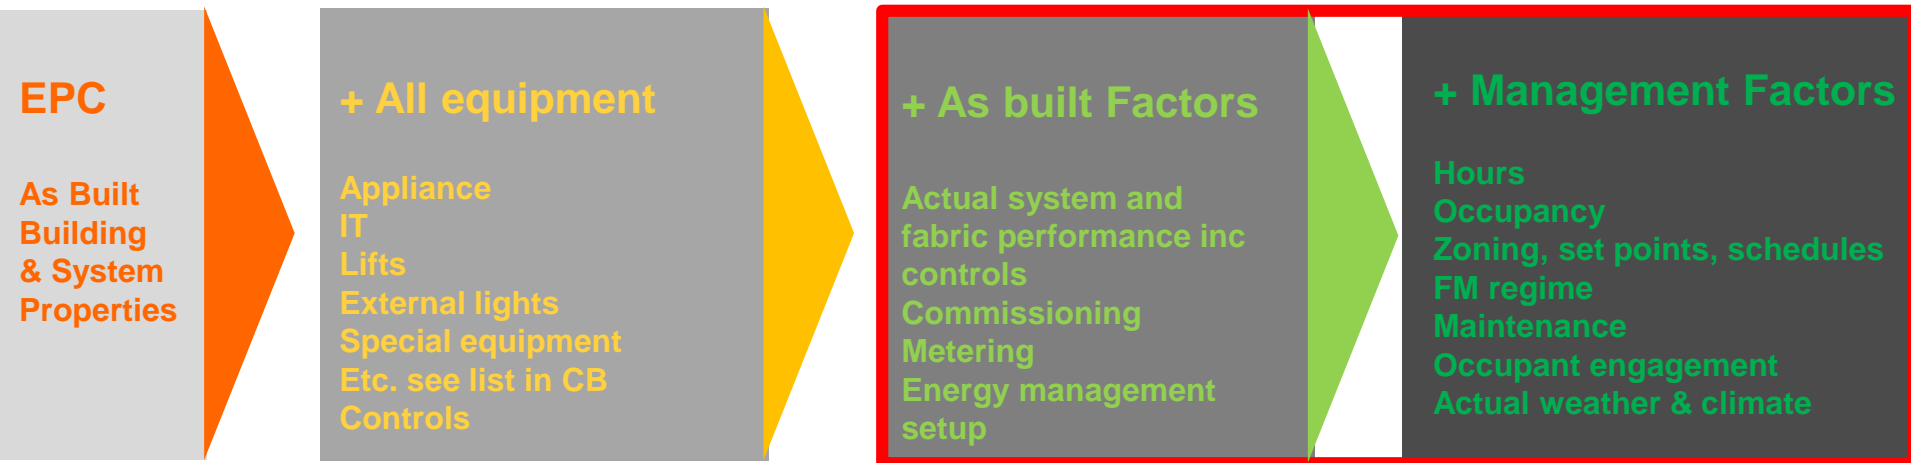 EPC
As Built
Building
& System
Properties
+ All equipment
Appliance
IT
Lifts
External lights
Special equipment
Etc. see list in CB
Controls
+ As built Factors
Actual system and
fabric performance inc
controls
Commissioning
Metering
Energy management
setup
+ Management Factors
Hours
Occupancy
Zoning, set points, schedules
FM regime
Maintenance
Occupant engagement
Actual weather & climate